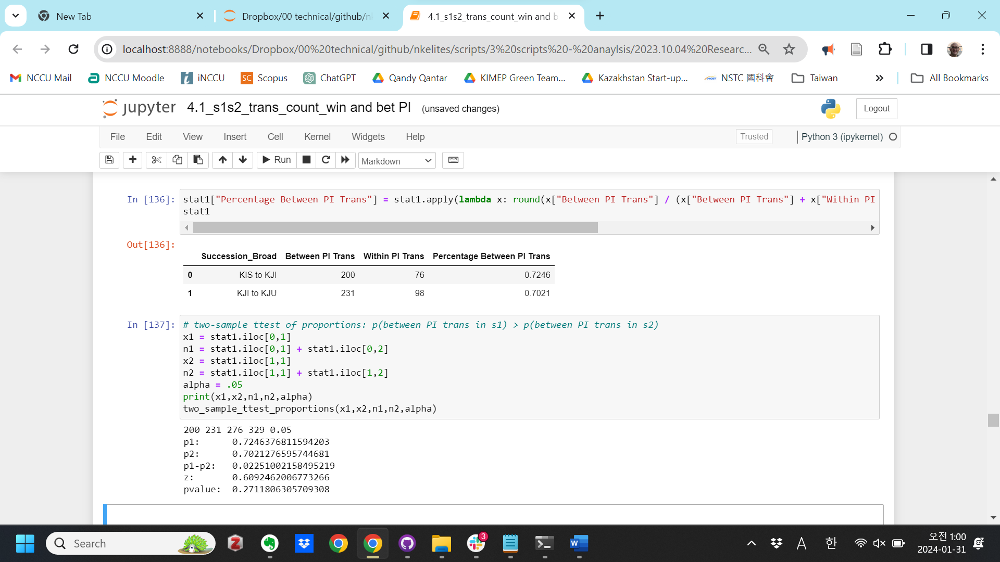 New Tab
Dropbox/00 technical/github/nk
4.1_s1s2_trans_count_win and b
localhost:8888/notebooks/Dropbox/00%20technical/github/nkelites/scripts/3%20scripts%20-%20anaylsis/2023.10.04%20Researc...
NCCU Mail
NCCU Moodle
iNCCU
SC Scopus
ChatGPT
Qandy Qantar
KIMEP Green Team...
Kazakhstan Start-up...
NSTC 國科會
Taiwan
»
All Bookmarks
jupyter 4.1_s1s2_trans_count_win and bet PI (unsaved changes)
Logout
File Edit View Insert Cell Kernel Widgets Help
Trusted
Python 3 (ipykernel)
Run
Markdown
In [136]: stat1["Percentage Between PI Trans"] = stat1.apply(lambda x: round(x["Between PI Trans"] / (x["Between PI Trans"] + x["Within PI
stat1
Out[136]:
Succession_Broad Between PI Trans Within PI Trans Percentage Between PI Trans
0 KIS to KJI 200 76 0.7246
1 KJI to KJU 231 98 0.7021
In [137]: # two-sample ttest of proportions: p(between PI trans in s1) > p(between PI trans in s2)
x1 = stat1.iloc[0,1]
n1 = stat1.iloc[0,1] + stat1.iloc[0,2]
x2 = stat1.iloc[1,1]
n2 = stat1.iloc[1,1] + stat1.iloc[1,2]
alpha = .05
print(x1,x2,n1,n2,alpha)
two_sample_ttest_proportions(x1,x2,n1,n2,alpha)
200 231 276 329 0.05
p1: 0.7246376811594203
p2: 0.7021276595744681
p1-p2: 0.02251002158495219
z: 0.6092462006773266
pvalue: 0.2711806305709308
Search
Z
3
W
A
한
오전 1:00
2024-01-31